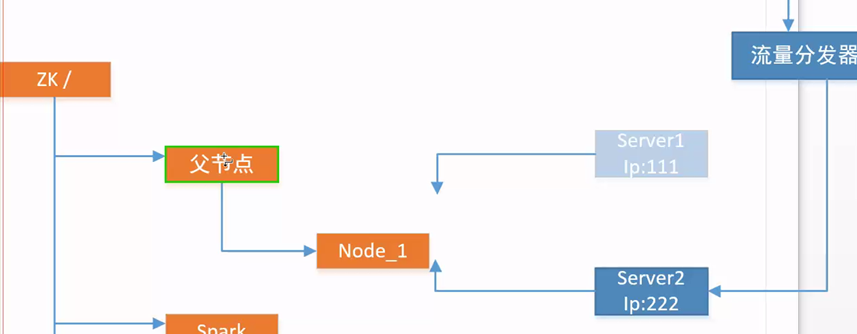 流量分发器
ZK /
Server1
Ip:111
父节点
Node_1
Server2
Ip:222
Spark